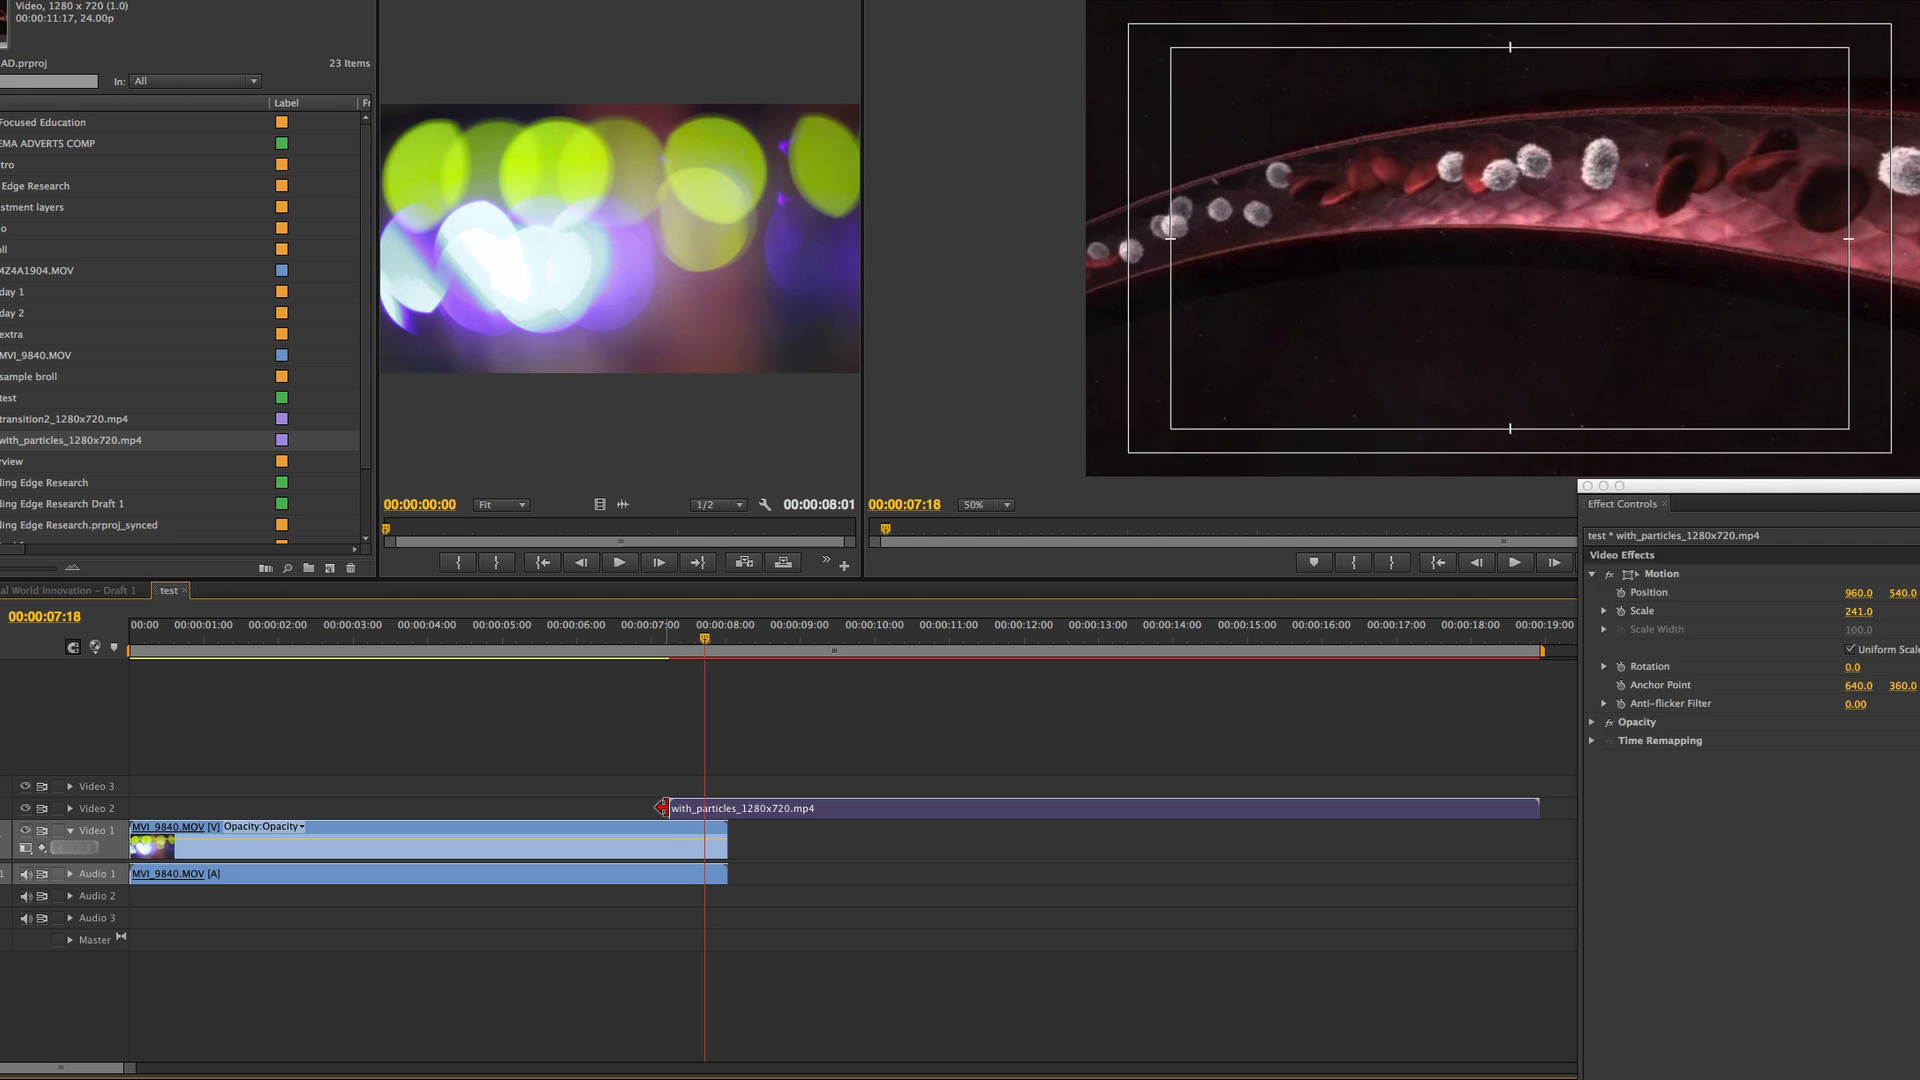 Video, 1280 x 720 (1.0)
00:00:11:17, 24.00p
AD.prproj
23 Items
In: All
Label
Fr
Focused Education
EMA ADVERTS COMP
tro
Edge Research
stment layers
o
ll
4Z4A1904.MOV
day 1
day 2
extra
MVI_9840.MOV
sample broll
test
transition2_1280x720.mp4
with_particles_1280x720.mp4
rview
ding Edge Research
ding Edge Research Draft 1
ding Edge Research.prproj_synced
00:00:00:00
Fit
1/2
00:00:08:01
00:00:07:18
50%
Effect Controls
test * with_particles_1280x720.mp4
Video Effects
fx Motion
Position 960.0 540.0
Scale 241.0
Scale Width 100.0
Uniform Scale
Rotation 0.0
Anchor Point 640.0 360.0
Anti-flicker Filter 0.00
fx Opacity
Time Remapping
al World Innovation - Draft 1
test
00:00:07:18
00:00 00:00:01:00 00:00:02:00 00:00:03:00 00:00:04:00 00:00:05:00 00:00:06:00 00:00:07:00 00:00:08:00 00:00:09:00 00:00:10:00 00:00:11:00 00:00:12:00 00:00:13:00 00:00:14:00 00:00:15:00 00:00:16:00 00:00:17:00 00:00:18:00 00:00:19:00
Video 3
Video 2
with_particles_1280x720.mp4
Video 1
MVI_9840.MOV [V] Opacity:Opacity
1
Audio 1
MVI_9840.MOV [A]
Audio 2
Audio 3
Master